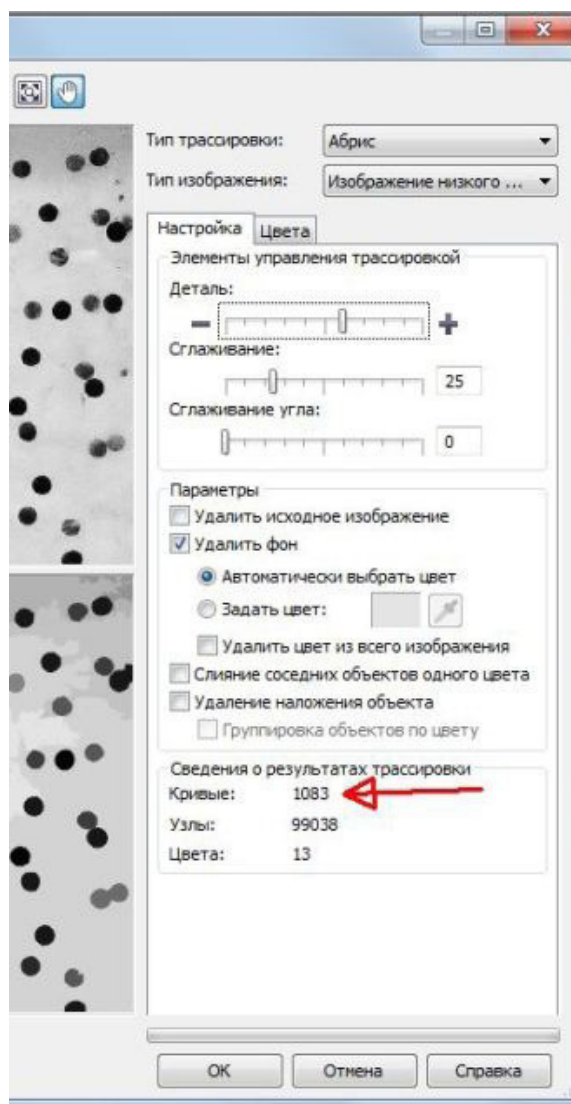 Тип трассировки: Абрис
Тип изображения: Изображение низкого ...
Настройка Цвета
Элементы управления трассировкой
Деталь:
Сглаживание:
25
Сглаживание угла:
0
Параметры
Удалить исходное изображение
Удалить фон
Автоматически выбрать цвет
Задать цвет:
Удалить цвет из всего изображения
Слияние соседних объектов одного цвета
Удаление наложения объекта
Группировка объектов по цвету
Сведения о результатах трассировки
Кривые: 1083
Узлы: 99038
Цвета: 13
ОК Отмена Справка